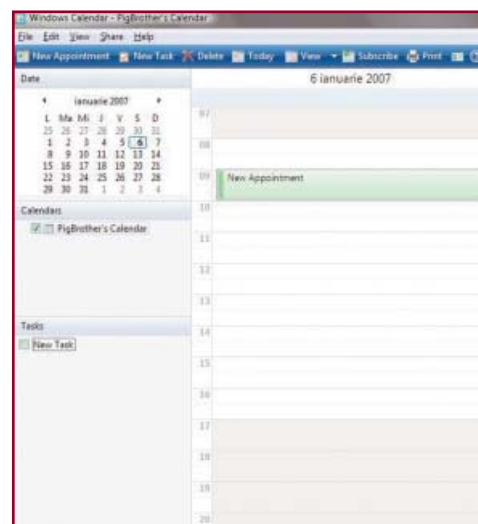 Windows Calendar - PigBrother's Calendar
File Edit View Share Help
New Appointment New Task Delete Today View Subscribe Print
Date
6 ianuarie 2007
ianuarie 2007
L Ma Mi J V S D
25 26 27 28 29 30 31
1 2 3 4 5 6 7
8 9 10 11 12 13 14
15 16 17 18 19 20 21
22 23 24 25 26 27 28
29 30 31 1 2 3 4
Calendars
PigBrother's Calendar
Tasks
New Task
07
08
09 New Appointment
10
11
12
13
14
15
16
17
18
19
20